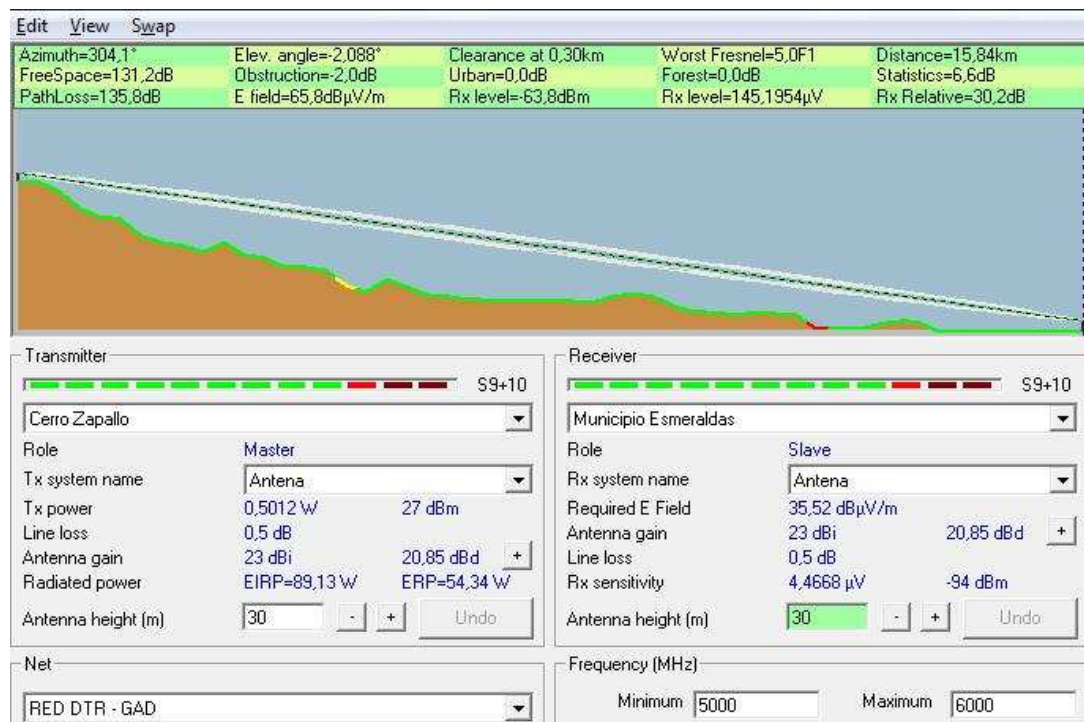 Edit View Swap
Azimuth=304,1° Elev. angle=-2,088° Clearance at 0,30km Worst Fresnel=5,0F1 Distance=15,84km
FreeSpace=131,2dB Obstruction=-2,0dB Urban=0,0dB Forest=0,0dB Statistics=6,6dB
PathLoss=135,8dB E field=65,8dBµV/m Rx level=-63,8dBm Rx level=145,1954µV Rx Relative=30,2dB
Transmitter
S9+10
Cerro Zapallo
Role Master
Tx system name Antena
Tx power 0,5012 W 27 dBm
Line loss 0,5 dB
Antenna gain 23 dBi 20,85 dBd +
Radiated power EIRP=89,13 W ERP=54,34 W
Antenna height (m) 30 - + Undo
Receiver
S9+10
Municipio Esmeraldas
Role Slave
Rx system name Antena
Required E Field 35,52 dBµV/m
Antenna gain 23 dBi 20,85 dBd +
Line loss 0,5 dB
Rx sensitivity 4,4668 µV -94 dBm
Antenna height (m) 30 - + Undo
Net
RED DTR - GAD
Frequency (MHz)
Minimum 5000 Maximum 6000